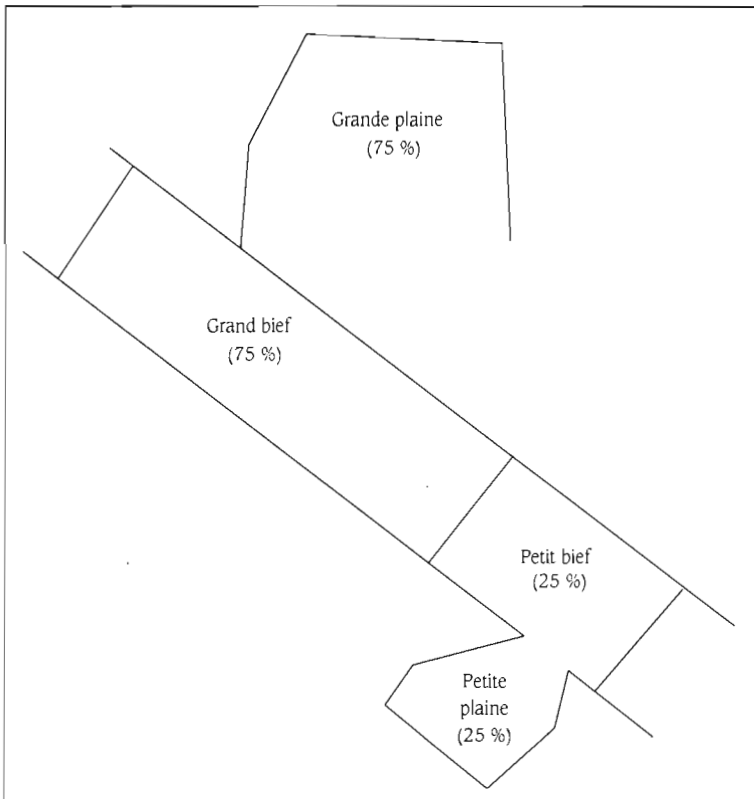 Grande plaine
(75 %)
Grand bief
(75 %)
Petit bief
(25 %)
Petite
plaine
(25 %)